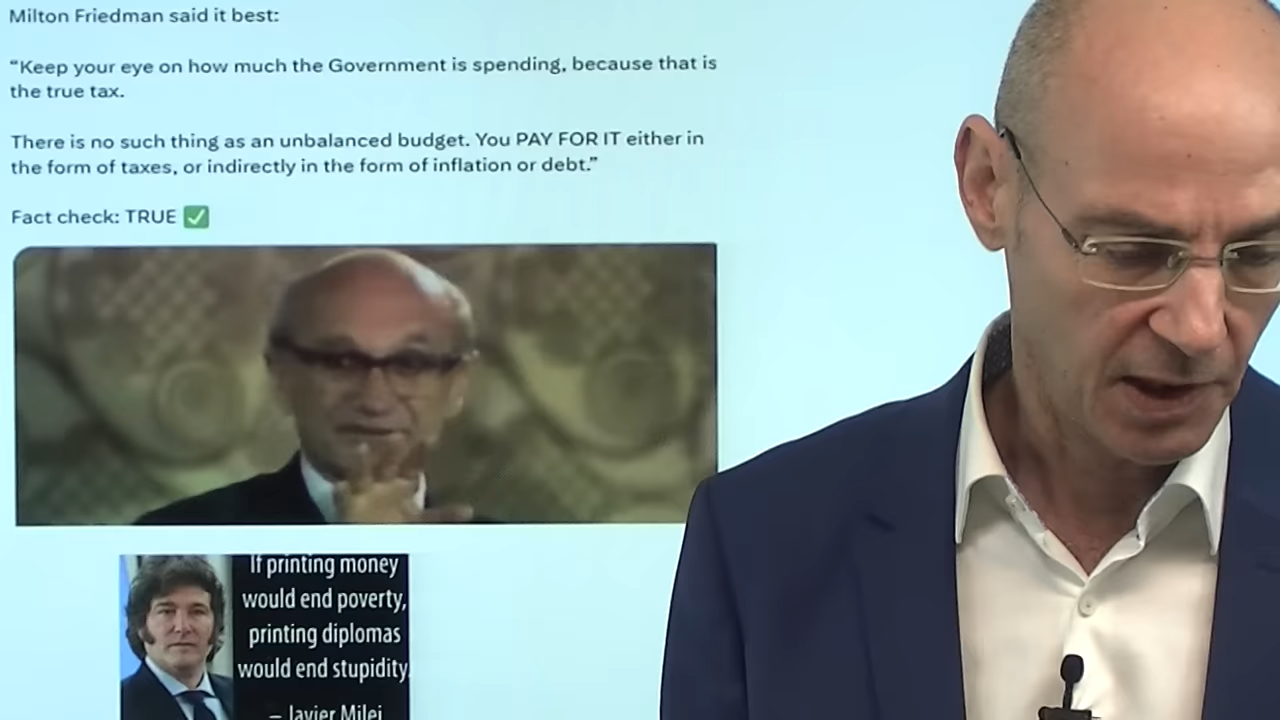 Milton Friedman said it best:
“Keep your eye on how much the Government is spending, because that is
the true tax.
There is no such thing as an unbalanced budget. You PAY FOR IT either in
the form of taxes, or indirectly in the form of inflation or debt.”
Fact check: TRUE ✅
If printing money
would end poverty,
printing diplomas
would end stupidity
– Javier Milei